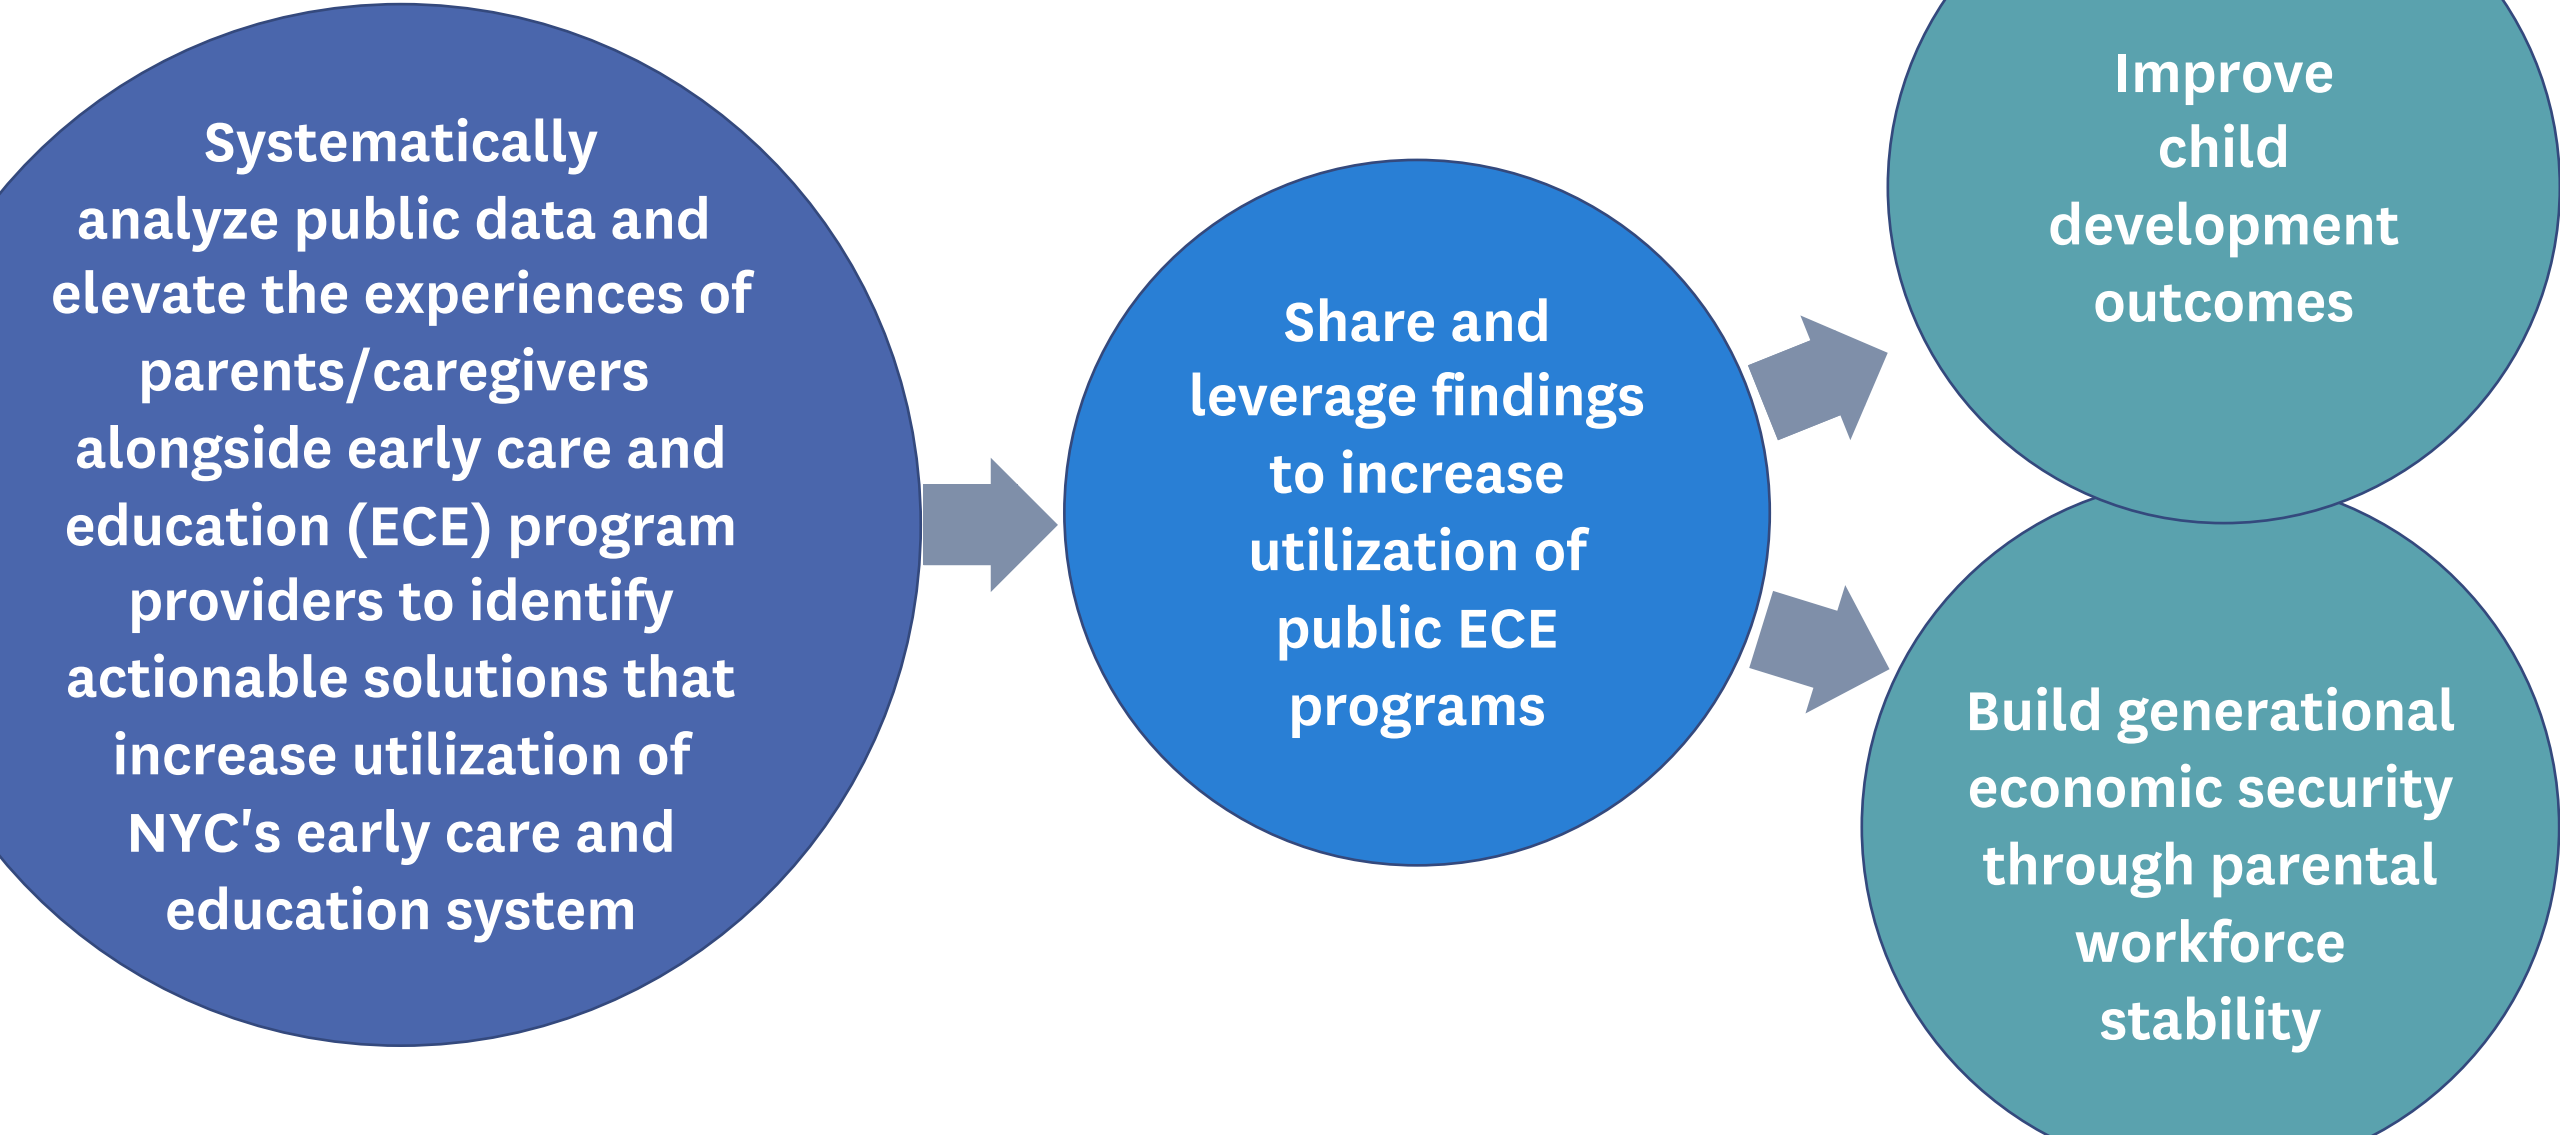 Systematically
analyze public data and
elevate the experiences of
parents/caregivers
alongside early care and
education (ECE) program
providers to identify
actionable solutions that
increase utilization of
NYC's early care and
education system
Share and
leverage findings
to increase
utilization of
public ECE
programs
Improve
child
development
outcomes
Build generational
economic security
through parental
workforce
stability